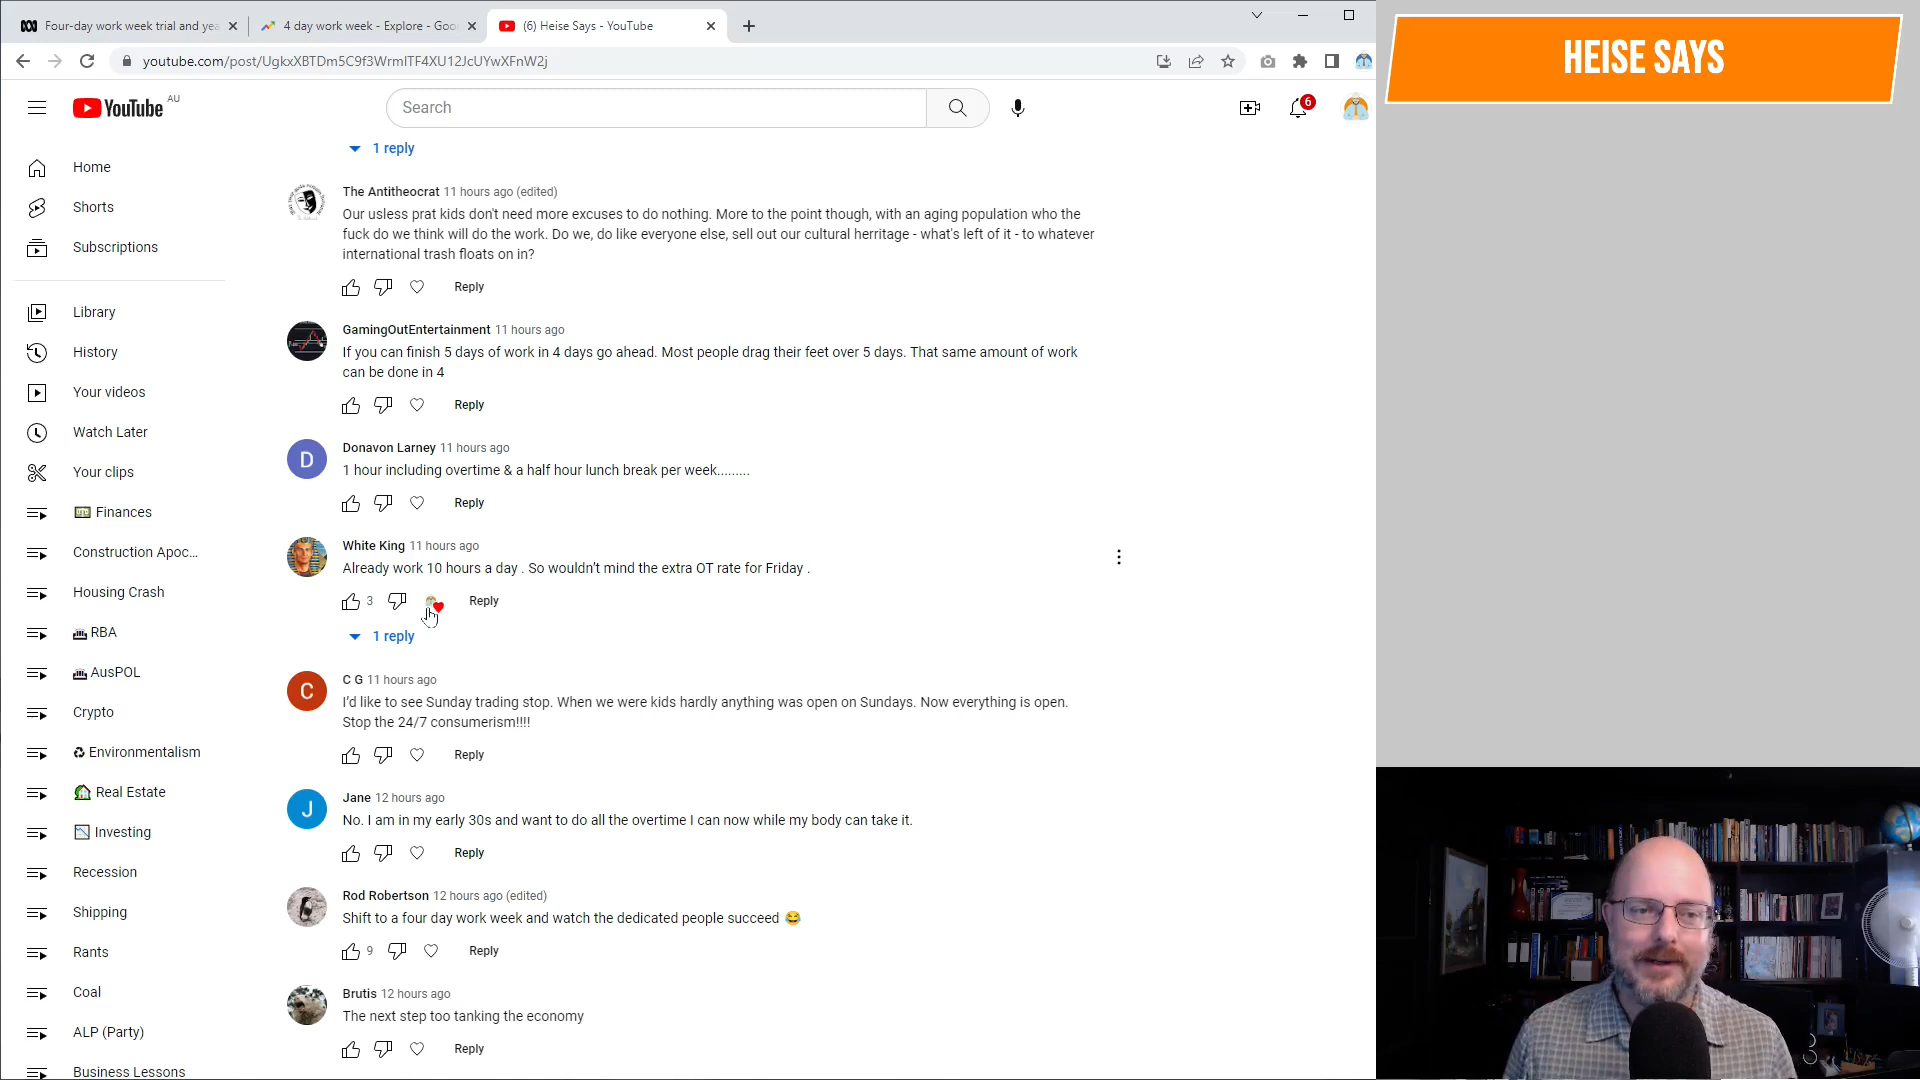 Four-day work week trial and yea
4 day work week - Explore - Goo
(6) Heise Says - YouTube
youtube.com/post/UgkxXBTDm5C9f3WrmITF4XU12JcUYwXFnW2j
HEISE SAYS
YouTube AU
Search
6
Home
Shorts
Subscriptions
Library
History
Your videos
Watch Later
Your clips
💵 Finances
Construction Apoc...
Housing Crash
RBA
AusPOL
Crypto
♻ Environmentalism
🏠 Real Estate
📉 Investing
Recession
Shipping
Rants
Coal
ALP (Party)
Business Lessons
1 reply
The Antitheocrat 11 hours ago (edited)
Our usless prat kids don't need more excuses to do nothing. More to the point though, with an aging population who the
fuck do we think will do the work. Do we, do like everyone else, sell out our cultural herritage - what's left of it - to whatever
international trash floats on in?
Reply
GamingOutEntertainment 11 hours ago
If you can finish 5 days of work in 4 days go ahead. Most people drag their feet over 5 days. That same amount of work
can be done in 4
Reply
D
Donavon Larney 11 hours ago
1 hour including overtime & a half hour lunch break per week.........
Reply
White King 11 hours ago
Already work 10 hours a day . So wouldn't mind the extra OT rate for Friday .
3 Reply
1 reply
C
C G 11 hours ago
I'd like to see Sunday trading stop. When we were kids hardly anything was open on Sundays. Now everything is open.
Stop the 24/7 consumerism!!!!
Reply
J
Jane 12 hours ago
No. I am in my early 30s and want to do all the overtime I can now while my body can take it.
Reply
Rod Robertson 12 hours ago (edited)
Shift to a four day work week and watch the dedicated people succeed 😂
9 Reply
Brutis 12 hours ago
The next step too tanking the economy
Reply